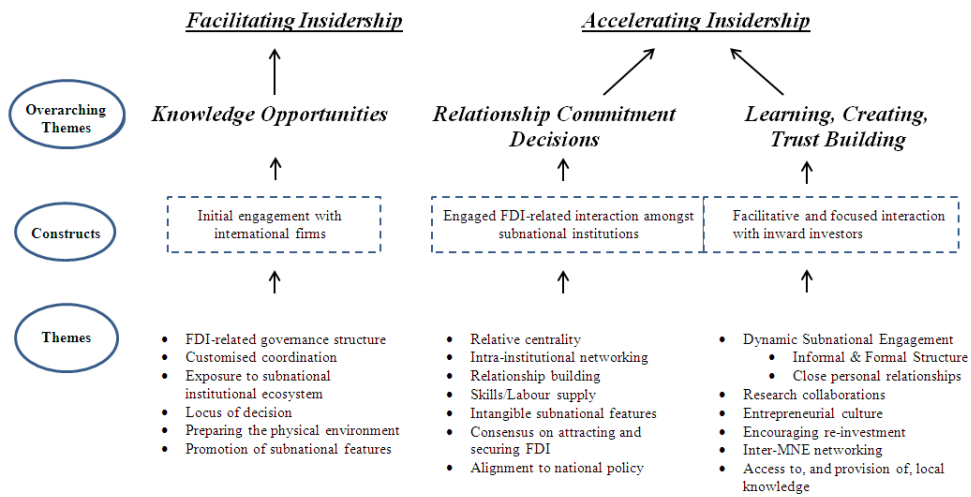 Facilitating Insidership
Accelerating Insidership
Overarching
Themes
Knowledge Opportunities
Relationship Commitment
Decisions
Learning, Creating,
Trust Building
Constructs
Initial engagement with
international firms
Engaged FDI-related interaction amongst
subnational institutions
Facilitative and focused interaction
with inward investors
Themes
• FDI-related governance structure
• Customised coordination
• Exposure to subnational
institutional ecosystem
• Locus of decision
• Preparing the physical environment
• Promotion of subnational features
• Relative centrality
• Intra-institutional networking
• Relationship building
• Skills/Labour supply
• Intangible subnational features
• Consensus on attracting and
securing FDI
• Alignment to national policy
• Dynamic Subnational Engagement
• Informal & Formal Structure
• Close personal relationships
• Research collaborations
• Entrepreneurial culture
• Encouraging re-investment
• Inter-MNE networking
• Access to, and provision of, local
knowledge